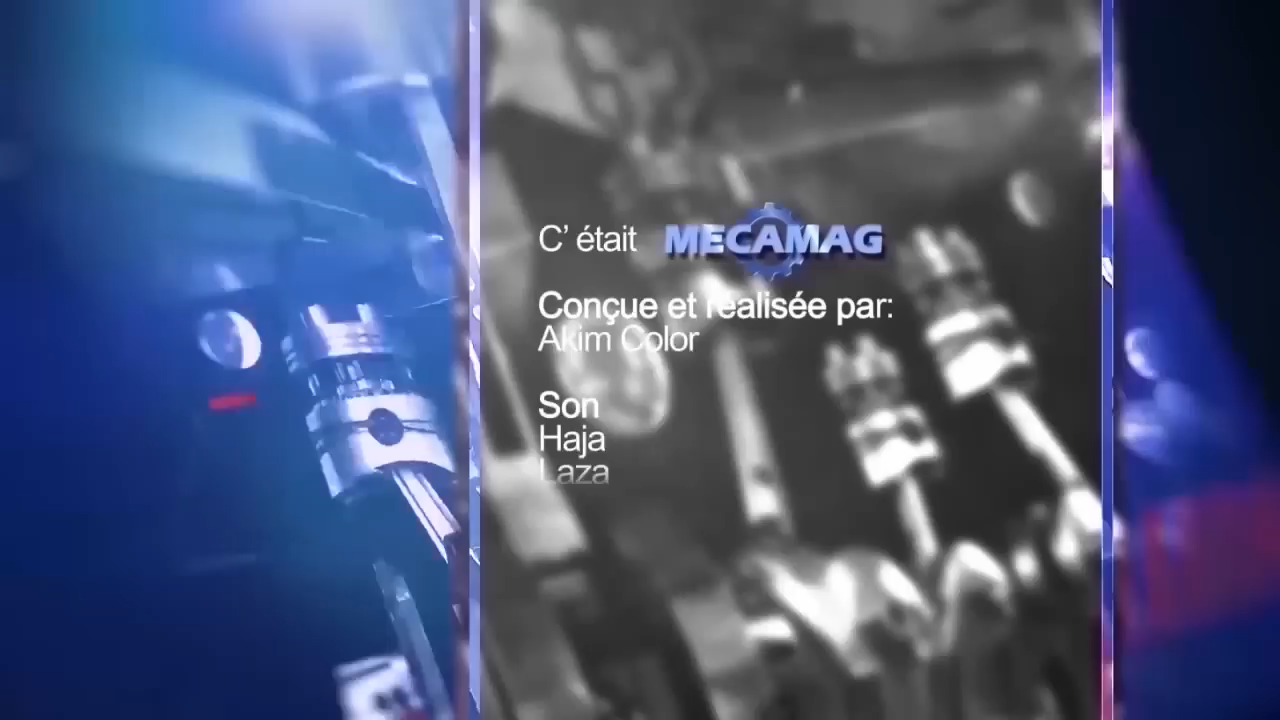 C’ était MECAMAG
Conçue et réalisée par:
Akim Color
Son
Haja
Laza